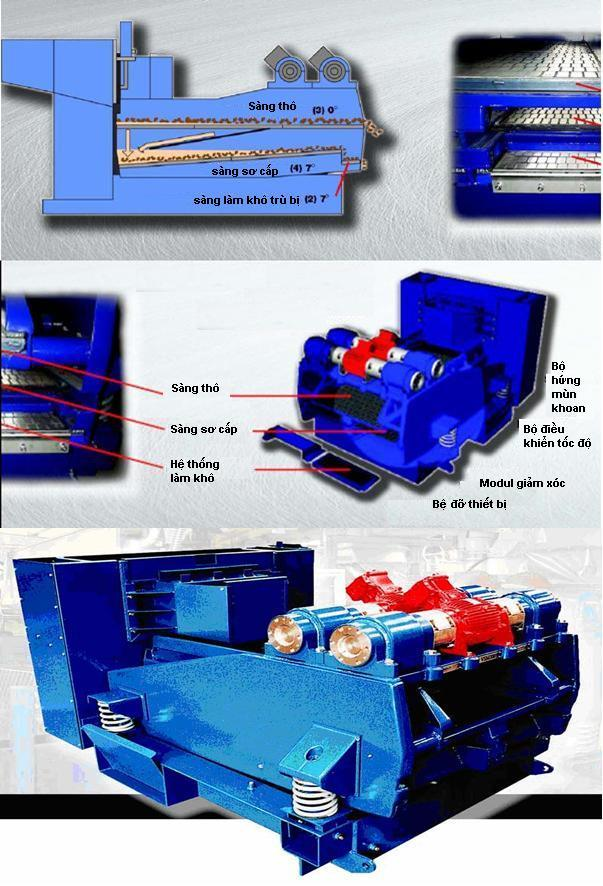 Sàng thô (3) 0°
sàng sơ cấp (4) 7°
sàng làm khô trù bị (2) 7°
Sàng thô
Sàng sơ cấp
Hệ thống
làm khô
Bộ
hứng
mùn
khoan
Bộ điều
khiển tốc độ
Modul giảm xóc
Bệ đỡ thiết bị